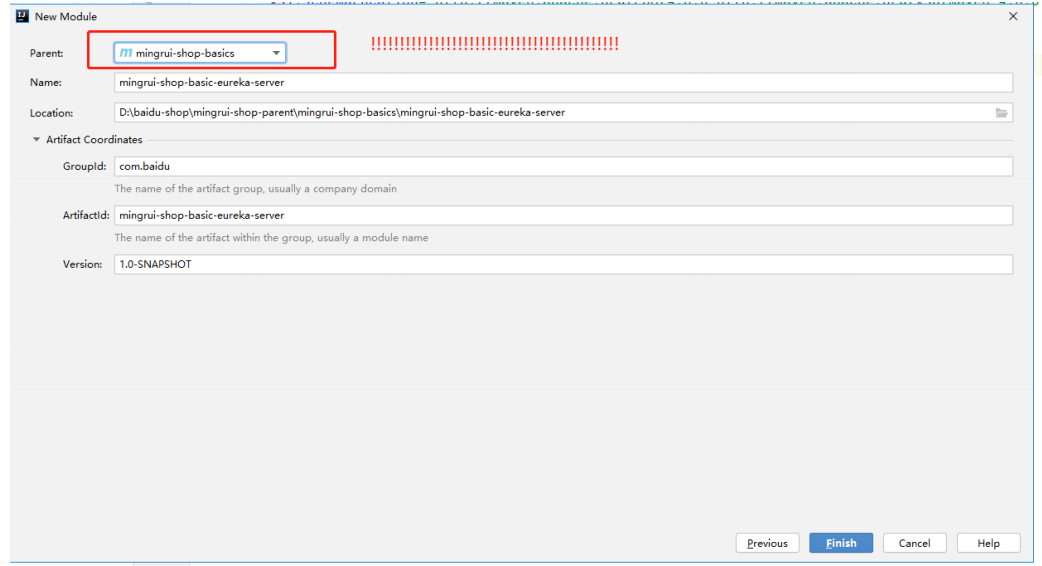 New Module
Parent: m mingrui-shop-basics !!!!!!!!!!!!!!!!!!!!!!!!!!!!!!!!!!!!!!!!!!!
Name: mingrui-shop-basic-eureka-server
Location: D:\baidu-shop\mingrui-shop-parent\mingrui-shop-basics\mingrui-shop-basic-eureka-server
Artifact Coordinates
GroupId: com.baidu
The name of the artifact group, usually a company domain
ArtifactId: mingrui-shop-basic-eureka-server
The name of the artifact within the group, usually a module name
Version: 1.0-SNAPSHOT
Previous Finish Cancel Help